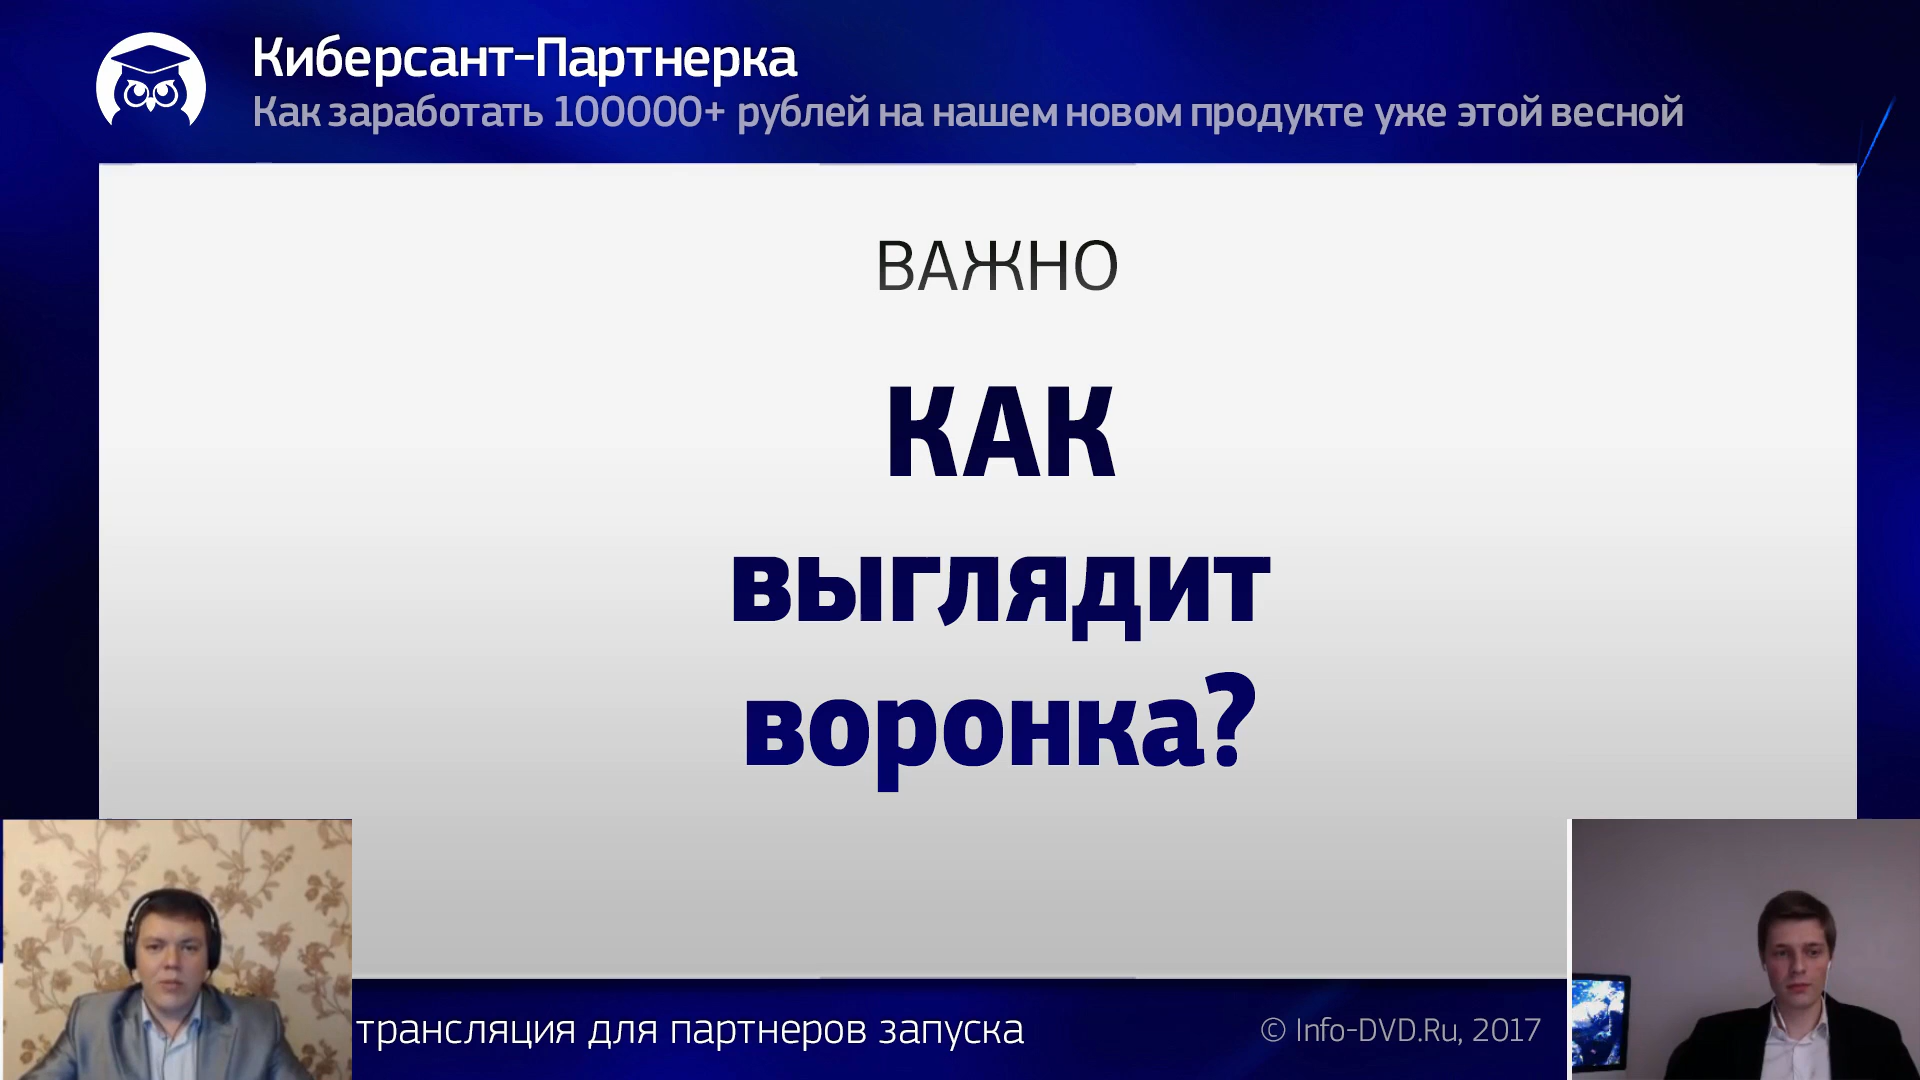 Киберсант-Партнерка
Как заработать 100000+ рублей на нашем новом продукте уже этой весной
ВАЖНО
КАК
выглядит
воронка?
трансляция для партнеров запуска
© Info-DVD.Ru, 2017